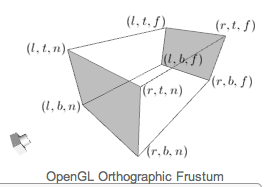 (l, t, f)
(r, t, f)
(l, t, n)
(l, b, f)
(r, b, f)
(r, t, n)
(l, b, n)
(r, b, n)
OpenGL Orthographic Frustum